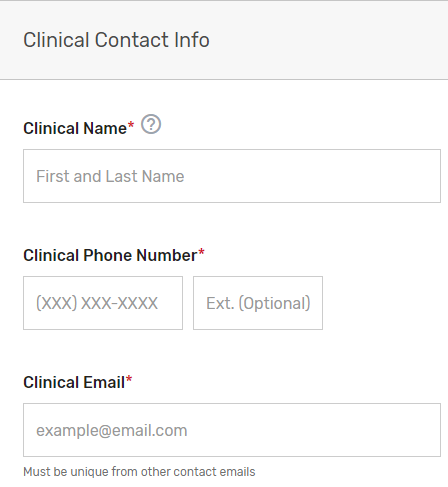 Clinical Contact Info
Clinical Name* ?
First and Last Name
Clinical Phone Number*
(XXX) XXX-XXXX Ext. (Optional)
Clinical Email*
example@email.com
Must be unique from other contact emails